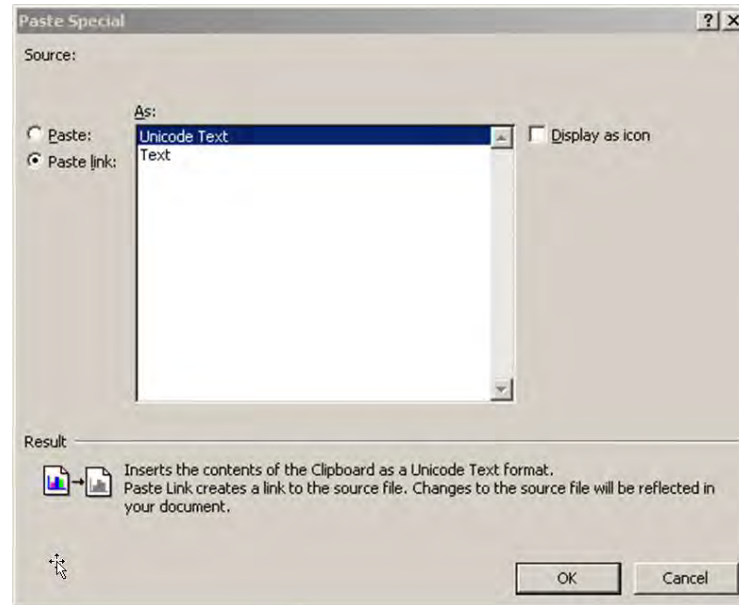 Paste Special
Source:
As:
Paste:
Paste link:
Unicode Text
Text
Display as icon
Result
Inserts the contents of the Clipboard as a Unicode Text format.
Paste Link creates a link to the source file. Changes to the source file will be reflected in
your document.
OK
Cancel